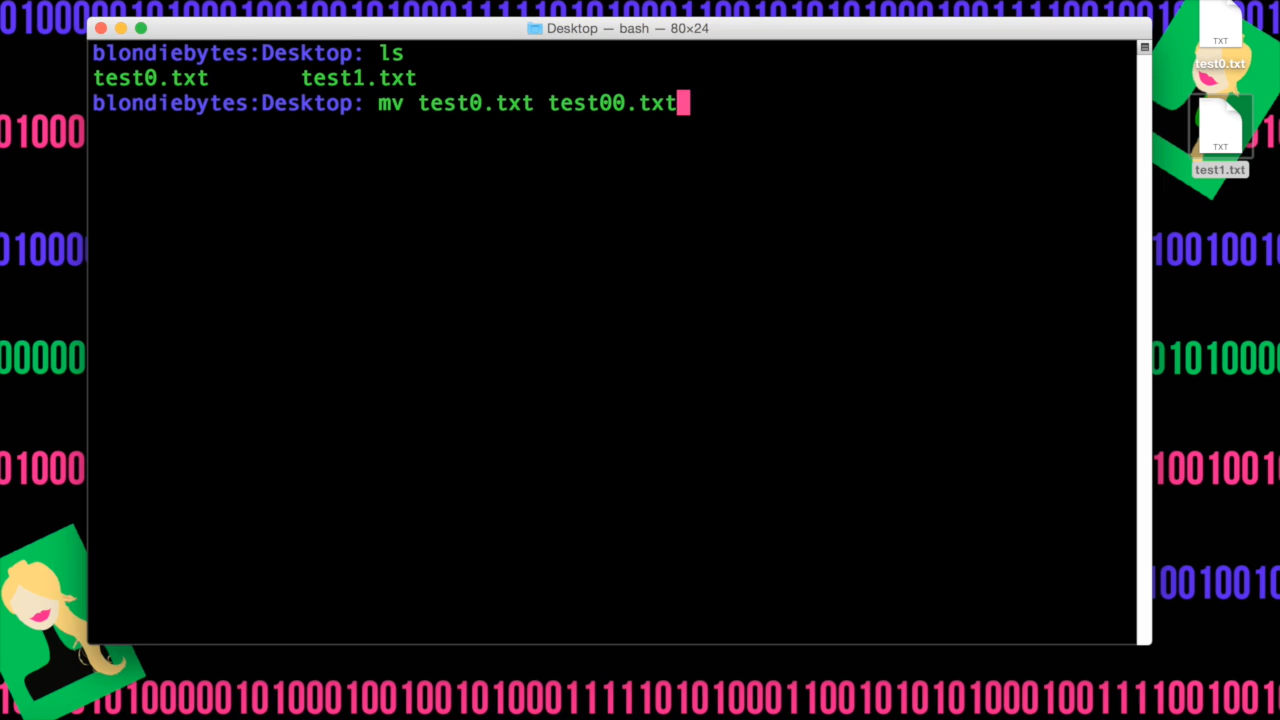 Desktop — bash — 80×24
blondiebytes:Desktop: ls
test0.txt test1.txt
blondiebytes:Desktop: mv test0.txt test00.txt
TXT
test0.txt
TXT
test1.txt